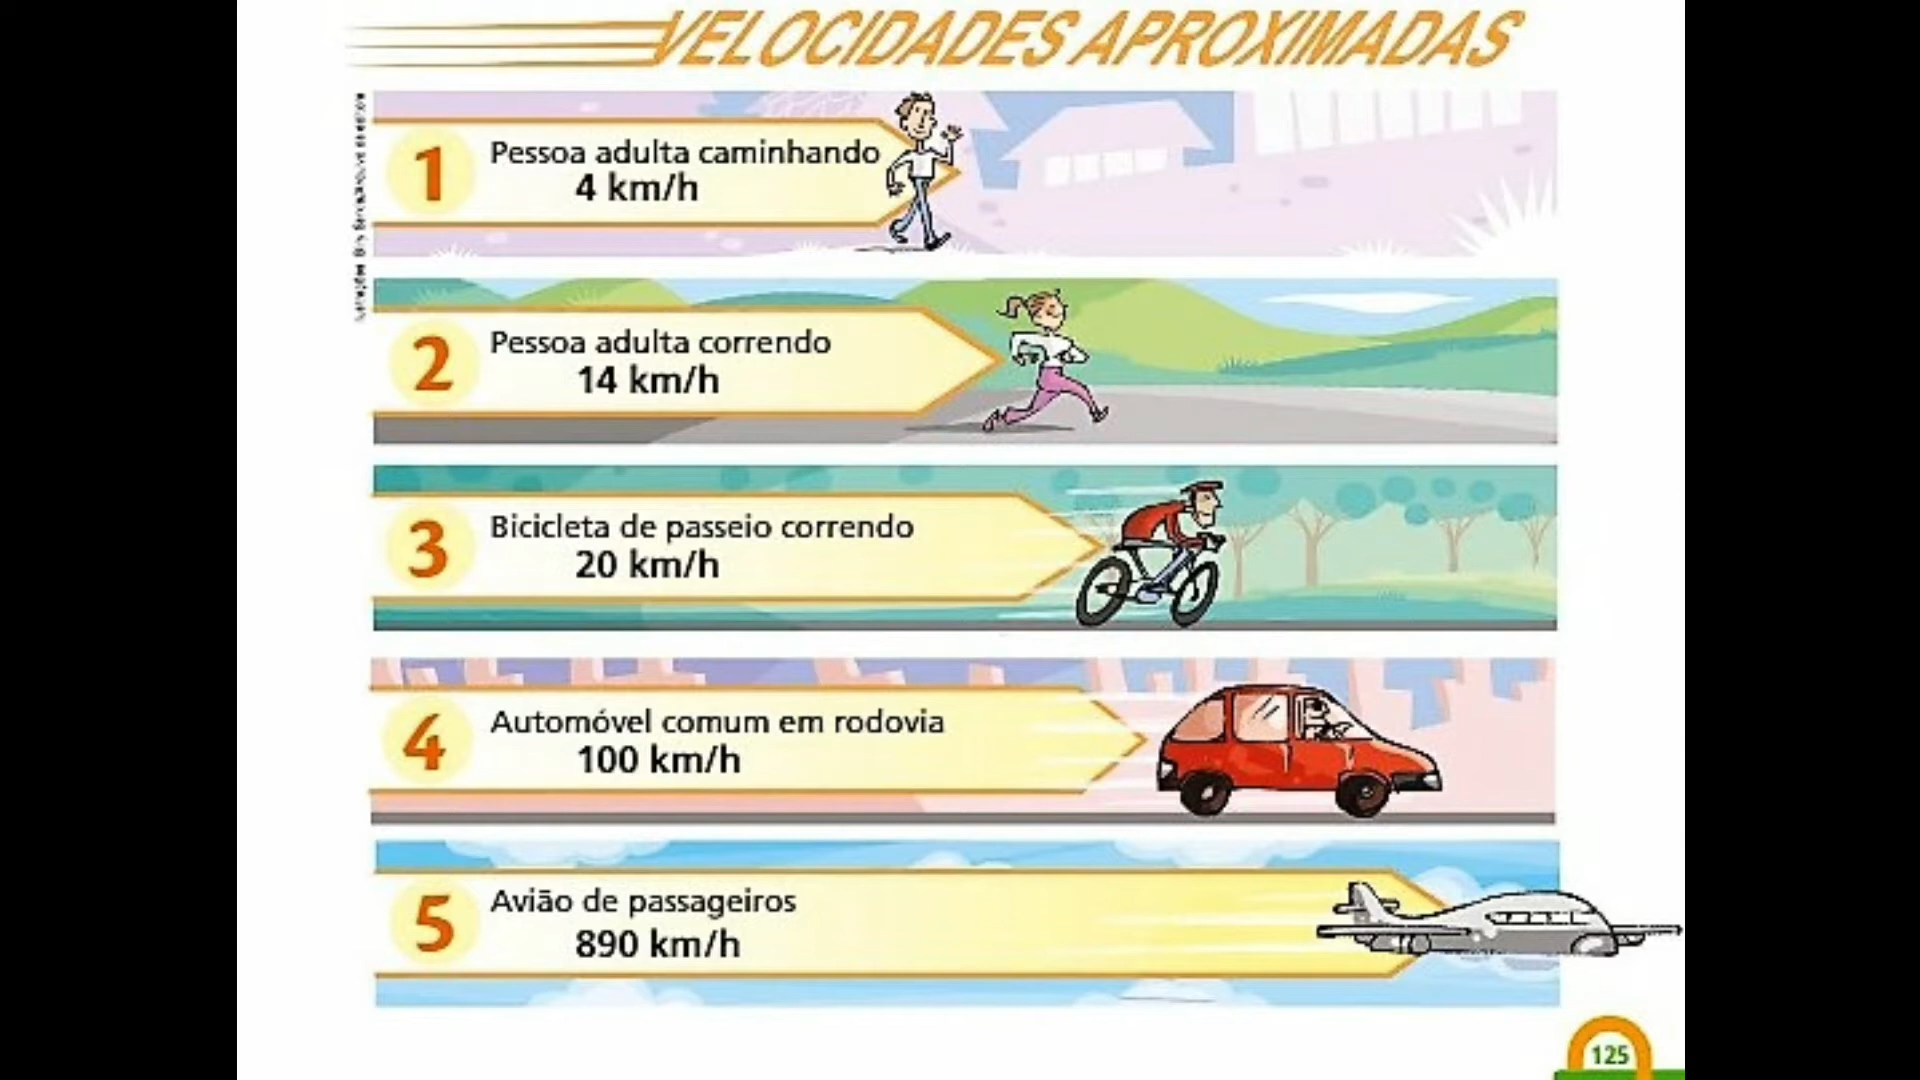 VELOCIDADES APROXIMADAS
1
Pessoa adulta caminhando
4 km/h
2
Pessoa adulta correndo
14 km/h
3
Bicicleta de passeio correndo
20 km/h
4
Automóvel comum em rodovia
100 km/h
5
Avião de passageiros
890 km/h
125